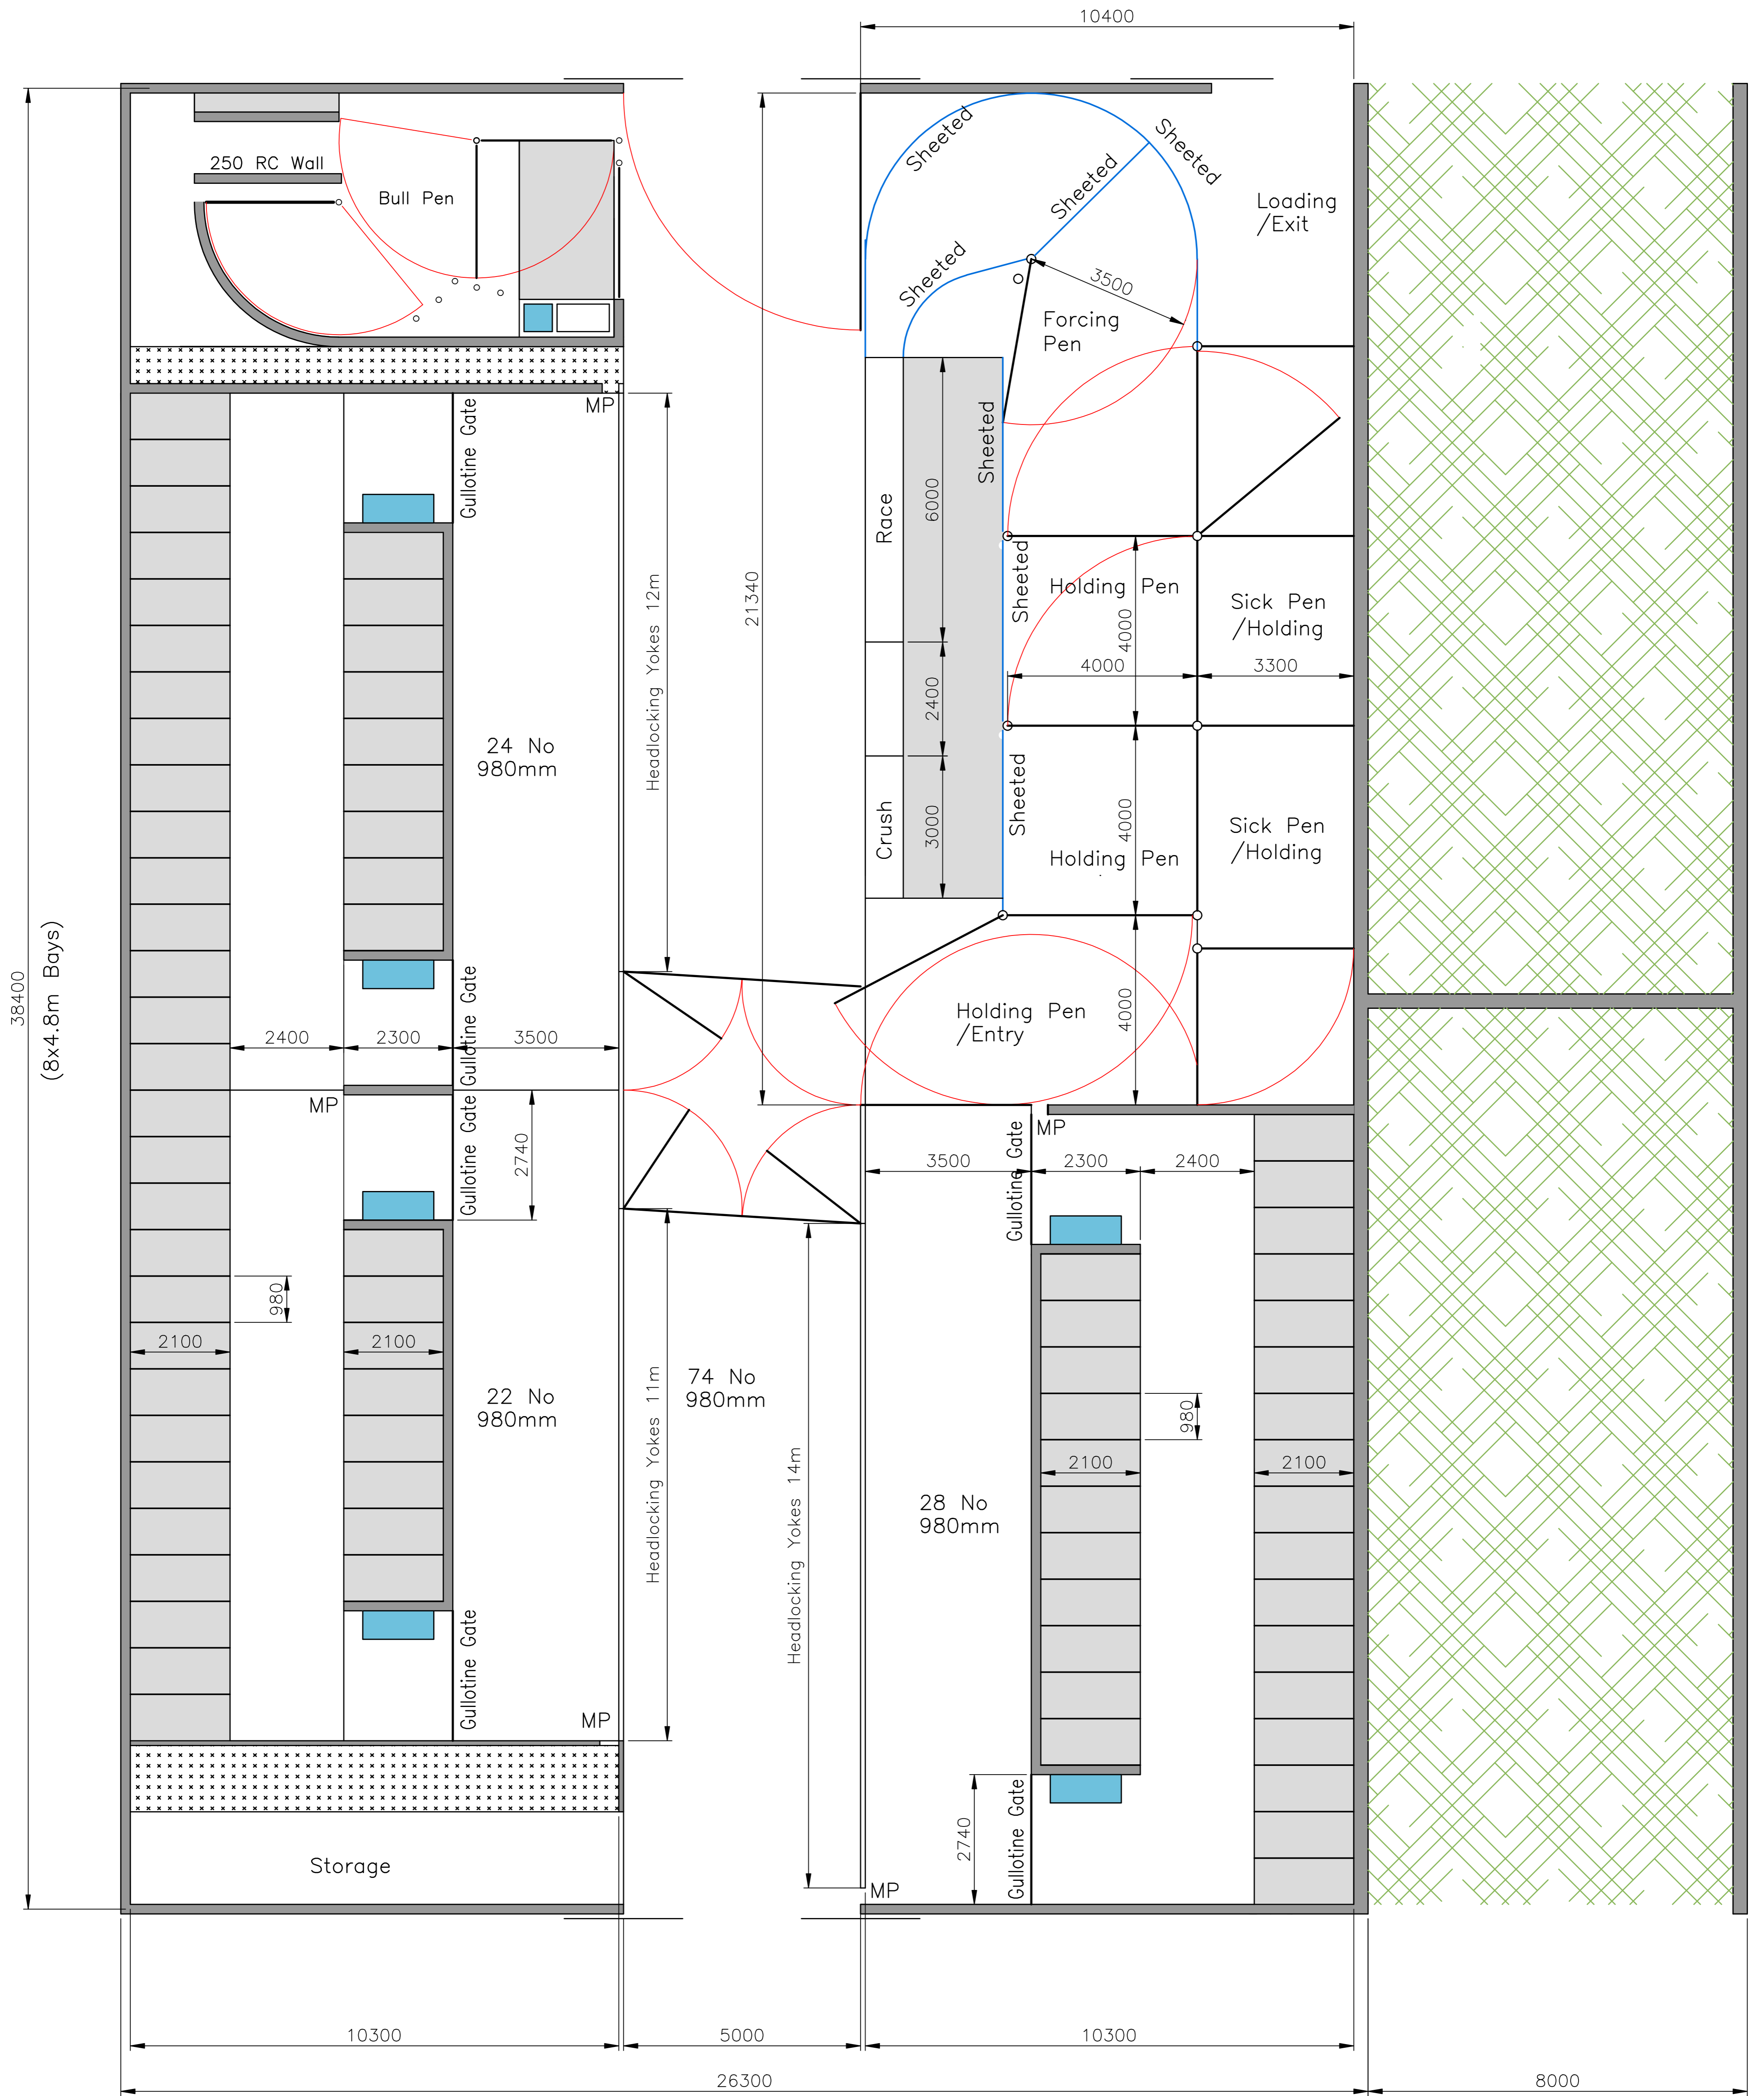 10400
Sheeted
Sheeted
Sheeted
Sheeted
250 RC Wall
Bull Pen
Loading
/Exit
3500
Forcing
Pen
MP
Gullotine Gate
Sheeted
Race
6000
Headlocking Yokes 12m
21340
Sheeted
Holding Pen
4000
Sick Pen
/Holding
4000
3300
2400
24 No
980mm
Sheeted
Crush
3000
4000
Holding Pen
Sick Pen
/Holding
38400
(8x4.8m Bays)
Gullotine Gate
2400
2300
3500
Holding Pen
/Entry
4000
MP
Gullotine Gate
2740
MP
Gullotine Gate
3500
2300
2400
980
2100
2100
22 No
980mm
Headlocking Yokes 11m
74 No
980mm
Headlocking Yokes 14m
980
2100
2100
28 No
980mm
Gullotine Gate
MP
2740
Gullotine Gate
Storage
MP
10300
5000
10300
26300
8000